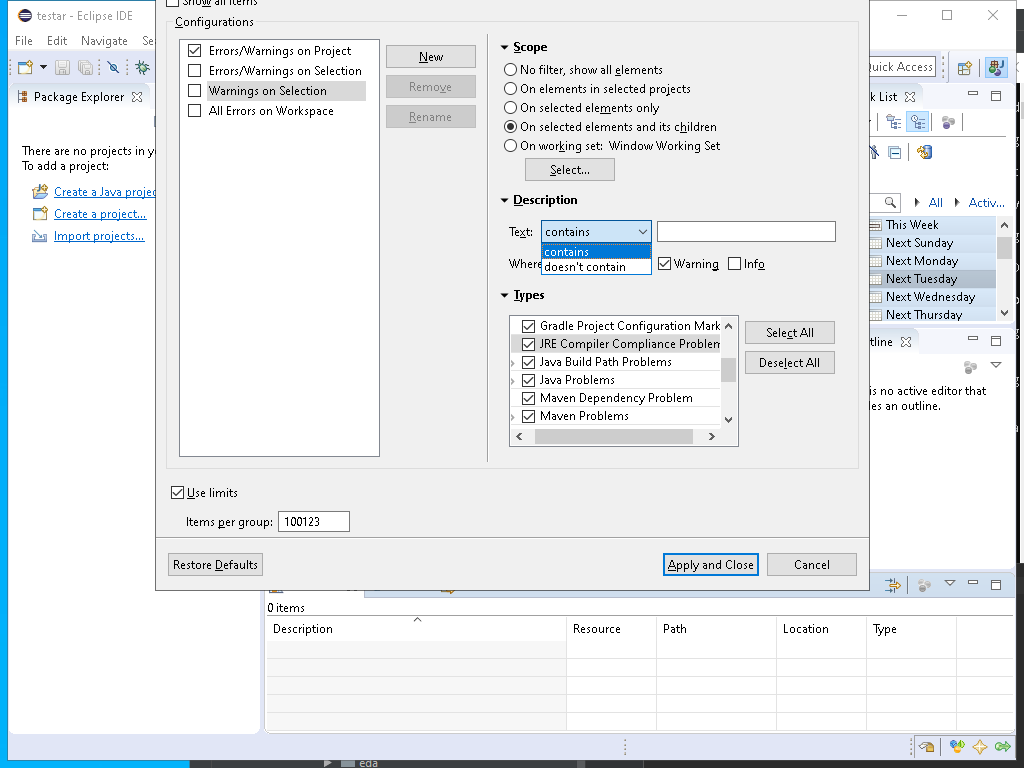 testar - Eclipse IDE
Show all items
File Edit Navigate Se
Configurations
Errors/Warnings on Project
Errors/Warnings on Selection
Warnings on Selection
All Errors on Workspace
New
Remove
Rename
Scope
No filter, show all elements
On elements in selected projects
On selected elements only
On selected elements and its children
On working set: Window Working Set
Select...
Description
Text: contains
contains
doesn't contain
Where
Warning
Info
Types
Gradle Project Configuration Mark
JRE Compiler Compliance Problem
Java Build Path Problems
Java Problems
Maven Dependency Problem
Maven Problems
Select All
Deselect All
Use limits
Items per group: 100123
Restore Defaults
Apply and Close
Cancel
Package Explorer
There are no projects in y
To add a project:
Create a Java projec
Create a project...
Import projects...
Quick Access
k List
All Activ...
This Week
Next Sunday
Next Monday
Next Tuesday
Next Wednesday
Next Thursday
tline
is no active editor that
des an outline.
0 items
Description Resource Path Location Type
eda